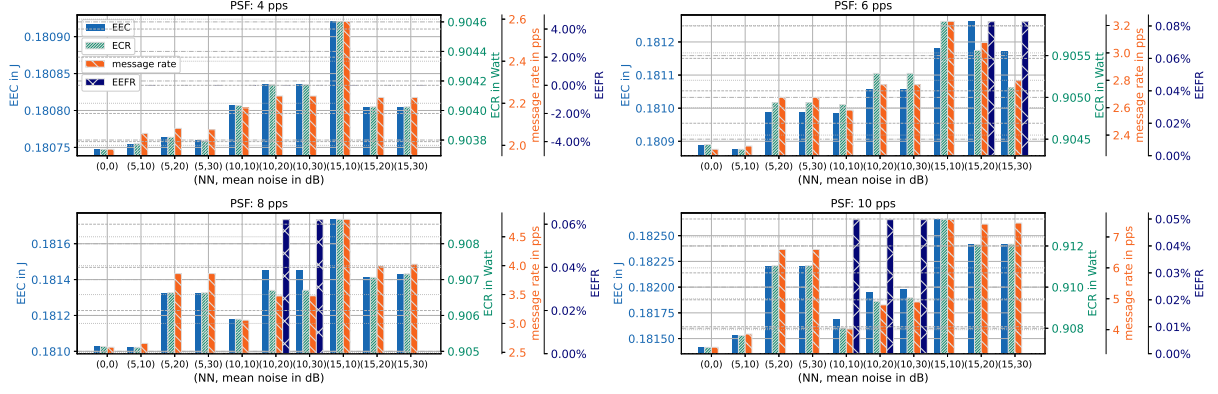 PSF: 4 pps
EEC in J
0.18090
0.18085
0.18080
0.18075
EEC
ECR
message rate
EEFR
0.9046
0.9044
0.9042
0.9040
0.9038
ECR in Watt
2.6
2.4
2.2
2.0
message rate in pps
4.00%
2.00%
0.00%
-2.00%
-4.00%
EEFR
(0,0) (5,10) (5,20) (5,30) (10,10) (10,20) (10,30) (15,10) (15,20) (15,30)
(NN, mean noise in dB)
PSF: 6 pps
EEC in J
0.1812
0.1811
0.1810
0.1809
0.9055
0.9050
0.9045
ECR in Watt
3.2
3.0
2.8
2.6
2.4
message rate in pps
0.08%
0.06%
0.04%
0.02%
0.00%
EEFR
(0,0) (5,10) (5,20) (5,30) (10,10) (10,20) (10,30) (15,10) (15,20) (15,30)
(NN, mean noise in dB)
PSF: 8 pps
EEC in J
0.1816
0.1814
0.1812
0.1810
0.908
0.907
0.906
0.905
ECR in Watt
4.5
4.0
3.5
3.0
2.5
message rate in pps
0.06%
0.04%
0.02%
0.00%
EEFR
(0,0) (5,10) (5,20) (5,30) (10,10) (10,20) (10,30) (15,10) (15,20) (15,30)
(NN, mean noise in dB)
PSF: 10 pps
EEC in J
0.18250
0.18225
0.18200
0.18175
0.18150
0.912
0.910
0.908
ECR in Watt
7
6
5
4
message rate in pps
0.05%
0.04%
0.03%
0.02%
0.01%
0.00%
EEFR
(0,0) (5,10) (5,20) (5,30) (10,10) (10,20) (10,30) (15,10) (15,20) (15,30)
(NN, mean noise in dB)